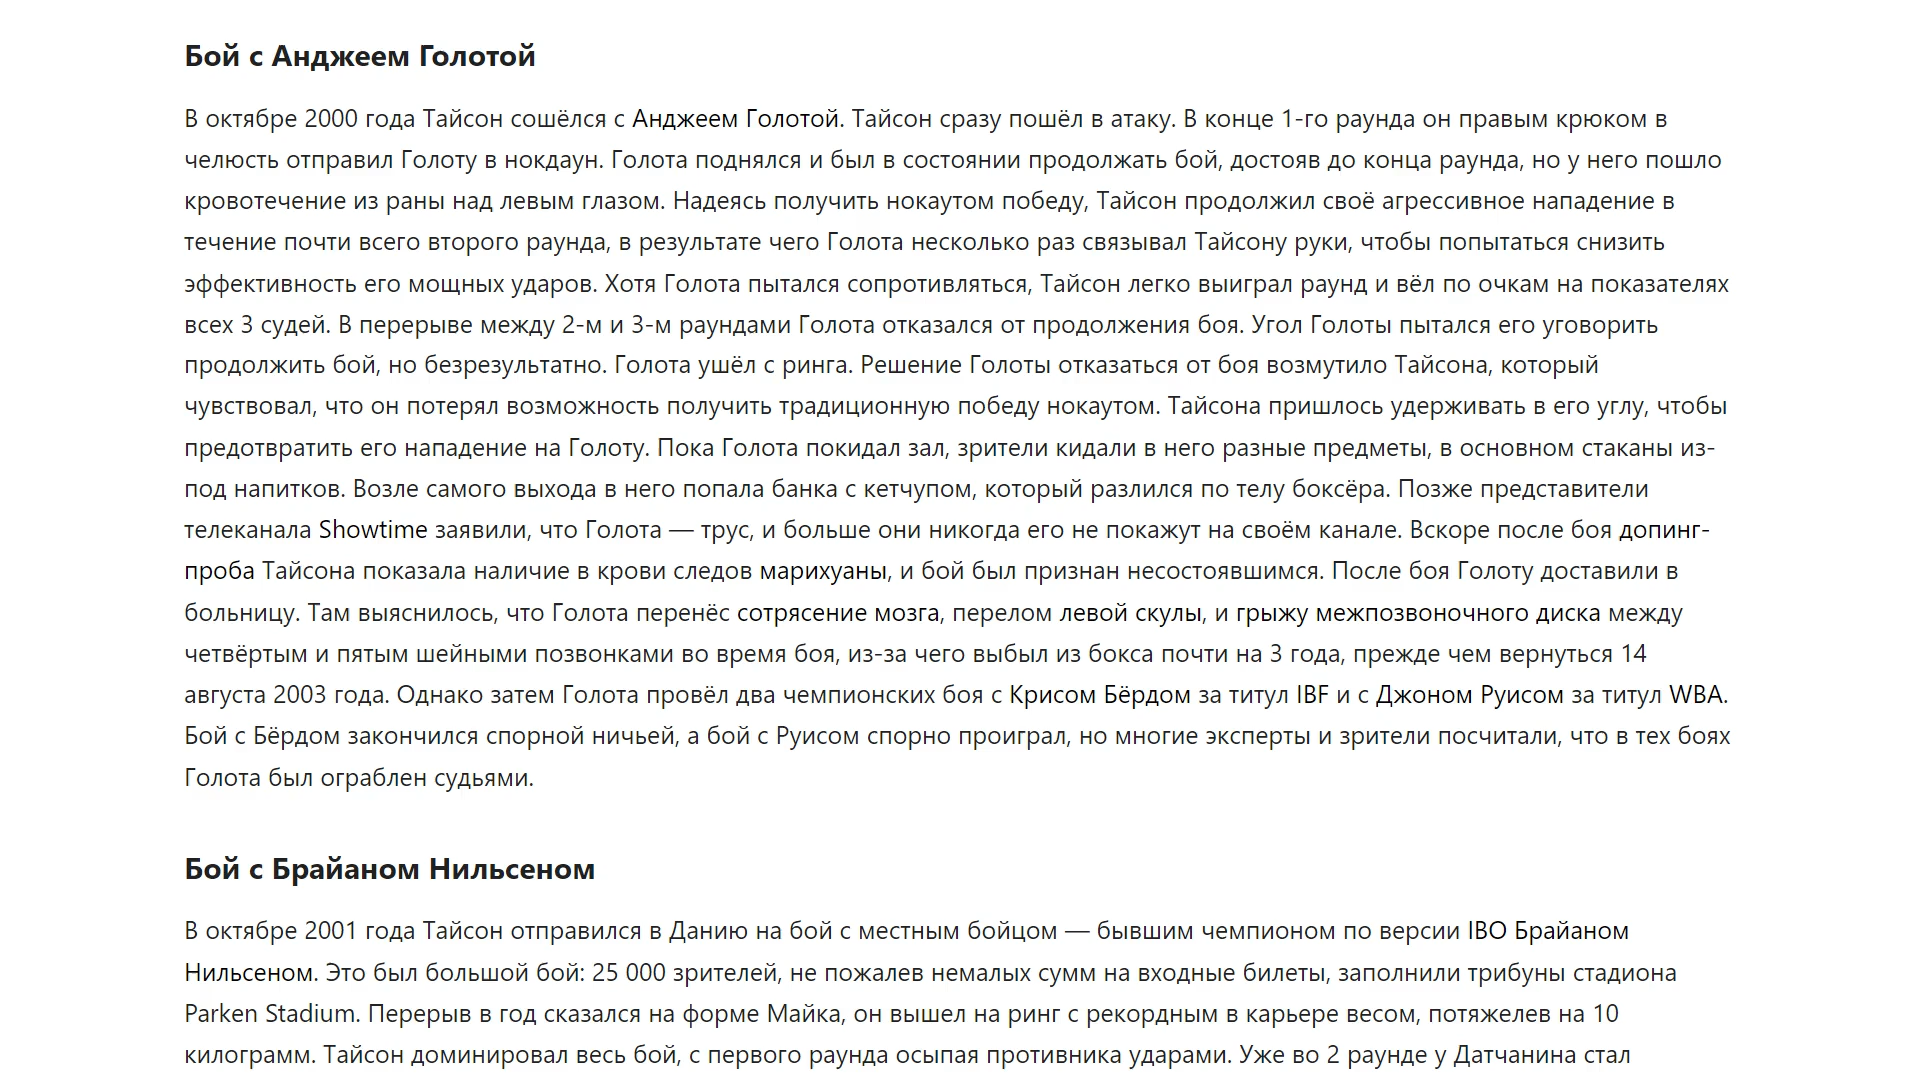 Бой с Анджеем Голотой
В октябре 2000 года Тайсон сошёлся с Анджеем Голотой. Тайсон сразу пошёл в атаку. В конце 1-го раунда он правым крюком в
челюсть отправил Голоту в нокдаун. Голота поднялся и был в состоянии продолжать бой, достояв до конца раунда, но у него пошло
кровотечение из раны над левым глазом. Надеясь получить нокаутом победу, Тайсон продолжил своё агрессивное нападение в
течение почти всего второго раунда, в результате чего Голота несколько раз связывал Тайсону руки, чтобы попытаться снизить
эффективность его мощных ударов. Хотя Голота пытался сопротивляться, Тайсон легко выиграл раунд и вёл по очкам на показателях
всех 3 судей. В перерыве между 2-м и 3-м раундами Голота отказался от продолжения боя. Угол Голоты пытался его уговорить
продолжить бой, но безрезультатно. Голота ушёл с ринга. Решение Голоты отказаться от боя возмутило Тайсона, который
чувствовал, что он потерял возможность получить традиционную победу нокаутом. Тайсона пришлось удерживать в его углу, чтобы
предотвратить его нападение на Голоту. Пока Голота покидал зал, зрители кидали в него разные предметы, в основном стаканы из-
под напитков. Возле самого выхода в него попала банка с кетчупом, который разлился по телу боксёра. Позже представители
телеканала Showtime заявили, что Голота — трус, и больше они никогда его не покажут на своём канале. Вскоре после боя допинг-
проба Тайсона показала наличие в крови следов марихуаны, и бой был признан несостоявшимся. После боя Голоту доставили в
больницу. Там выяснилось, что Голота перенёс сотрясение мозга, перелом левой скулы, и грыжу межпозвоночного диска между
четвёртым и пятым шейными позвонками во время боя, из-за чего выбыл из бокса почти на 3 года, прежде чем вернуться 14
августа 2003 года. Однако затем Голота провёл два чемпионских боя с Крисом Бёрдом за титул IBF и с Джоном Руисом за титул WBA.
Бой с Бёрдом закончился спорной ничьей, а бой с Руисом спорно проиграл, но многие эксперты и зрители посчитали, что в тех боях
Голота был ограблен судьями.
Бой с Брайаном Нильсеном
В октябре 2001 года Тайсон отправился в Данию на бой с местным бойцом — бывшим чемпионом по версии IBO Брайаном
Нильсеном. Это был большой бой: 25 000 зрителей, не пожалев немалых сумм на входные билеты, заполнили трибуны стадиона
Parken Stadium. Перерыв в год сказался на форме Майка, он вышел на ринг с рекордным в карьере весом, потяжелев на 10
килограмм. Тайсон доминировал весь бой, с первого раунда осыпая противника ударами. Уже во 2 раунде у Датчанина стал